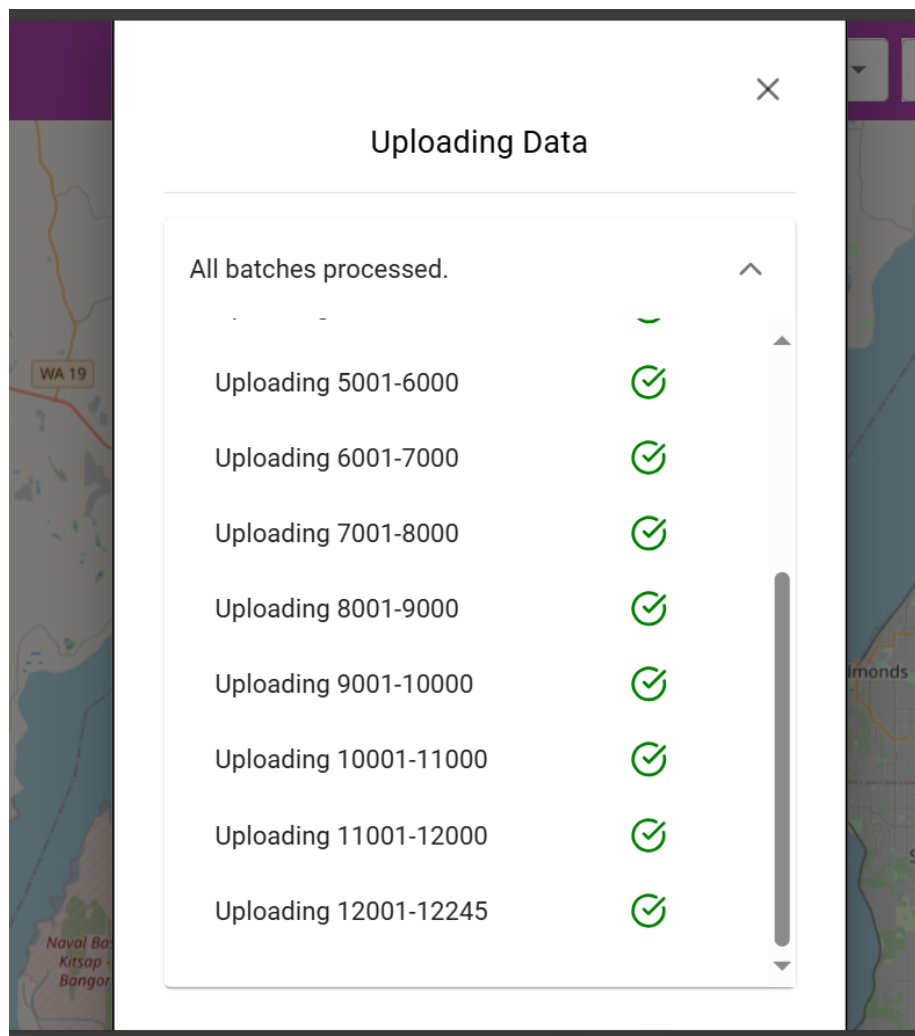 Uploading Data
All batches processed.
Uploading 5001-6000
Uploading 6001-7000
Uploading 7001-8000
Uploading 8001-9000
Uploading 9001-10000
Uploading 10001-11000
Uploading 11001-12000
Uploading 12001-12245
WA 19
lmonds
Naval Ba
Kitsap -
Bangor